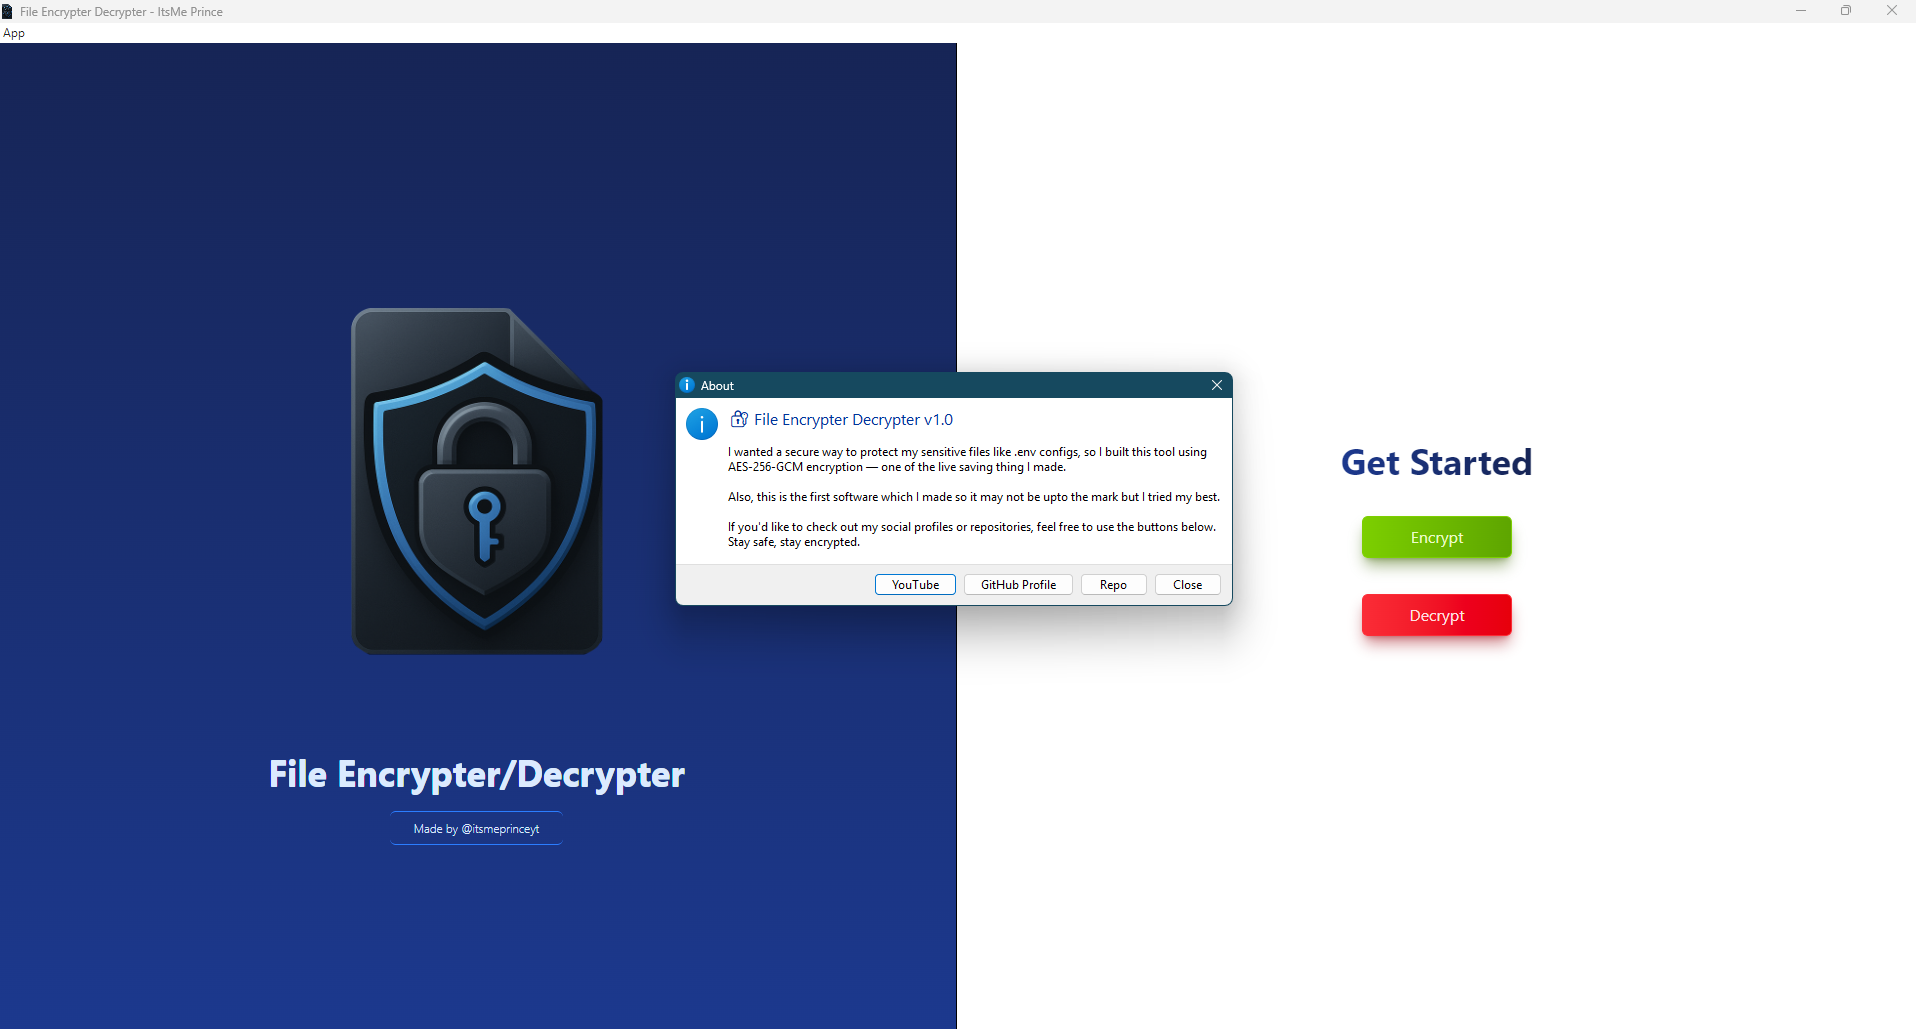 File Encrypter Decrypter - ItsMe Prince
App
About
File Encrypter Decrypter v1.0
I wanted a secure way to protect my sensitive files like .env configs, so I built this tool using
AES-256-GCM encryption — one of the live saving thing I made.
Also, this is the first software which I made so it may not be upto the mark but I tried my best.
If you'd like to check out my social profiles or repositories, feel free to use the buttons below.
Stay safe, stay encrypted.
YouTube
GitHub Profile
Repo
Close
File Encrypter/Decrypter
Made by @itsmeprinceyt
Get Started
Encrypt
Decrypt